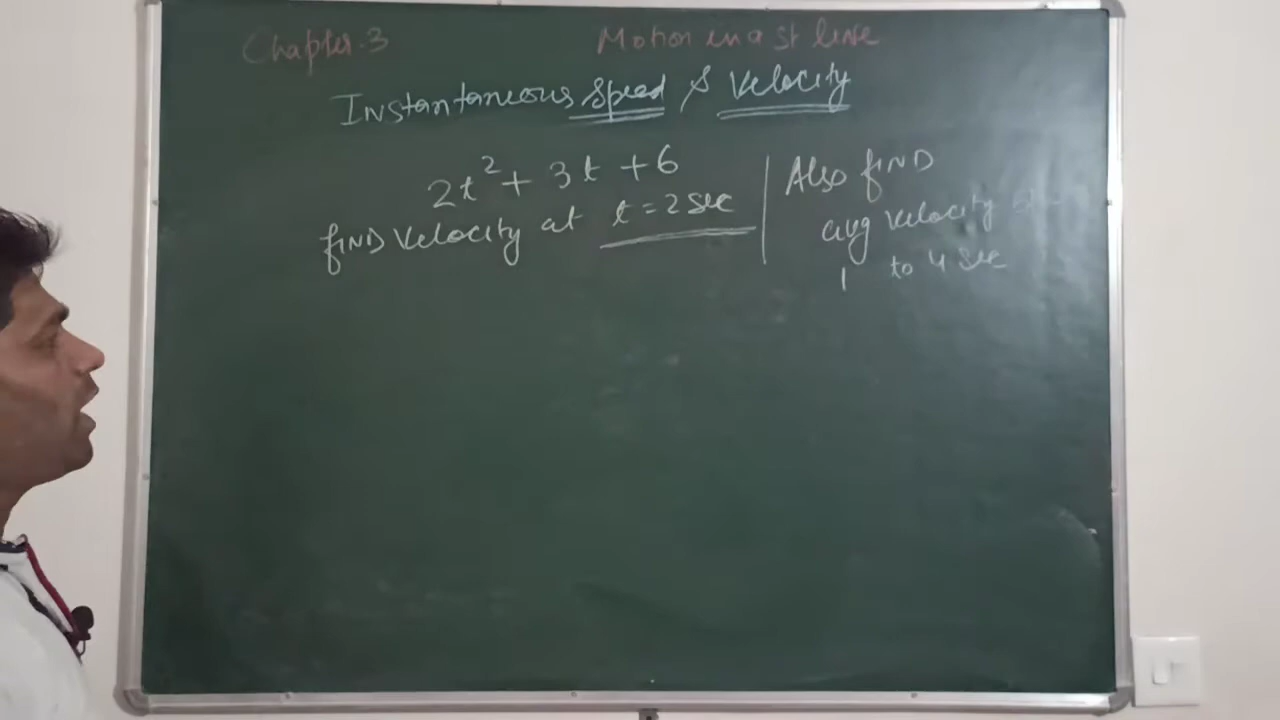 Chapter.3
Motion in a st line
Instantaneous Speed & Velocity
2t² + 3t + 6
FIND Velocity at t = 2 sec
Also FIND
avg velocity
1 to 4 sec